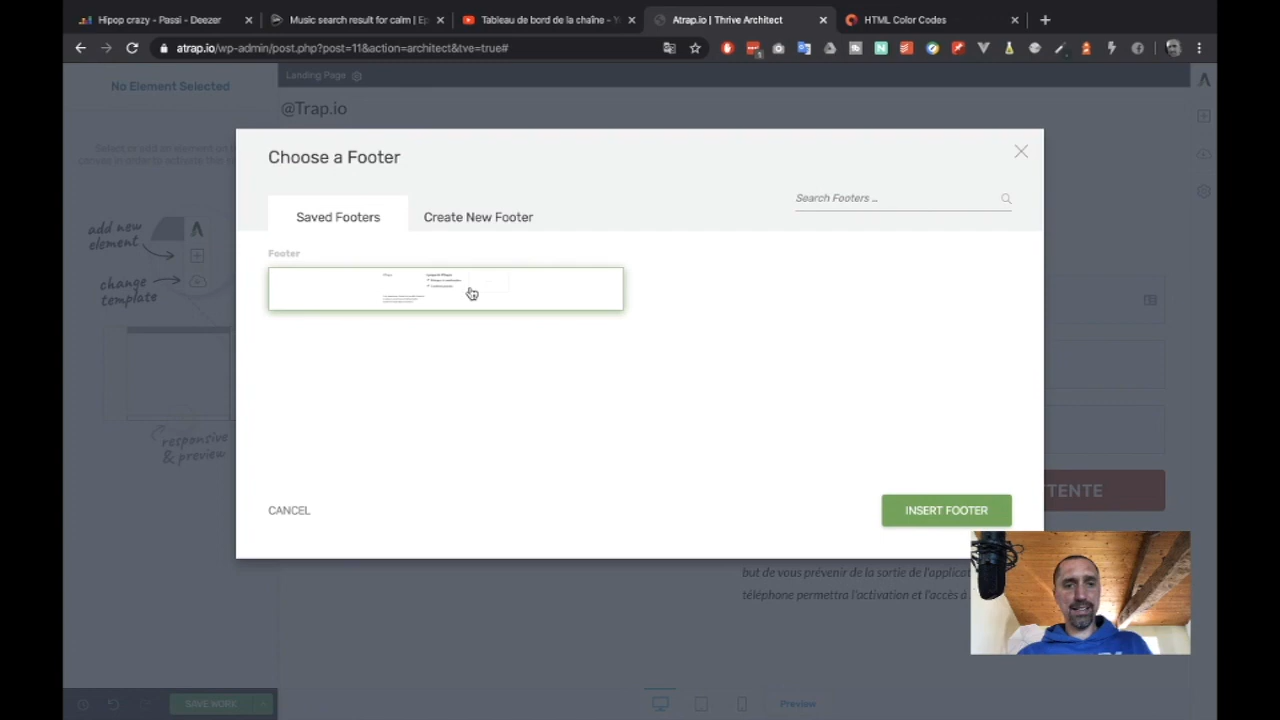 Hipop crazy - Passi - Deezer
Music search result for calm | Ep
Tableau de bord de la chaîne - Y
Atrap.io | Thrive Architect
HTML Color Codes
atrap.io/wp-admin/post.php?post=11&action=architect&tve=true#
No Element Selected
Landing Page
@Trap.io
Select or add an element on the
canvas in order to activate this
add new
element
change
template
responsive
& preview
Choose a Footer
Saved Footers
Create New Footer
Search Footers ...
Footer
CANCEL
INSERT FOOTER
TENTE
but de vous prévenir de la sortie de l'applicat
téléphone permettra l'activation et l'accès à
SAVE WORK
Preview